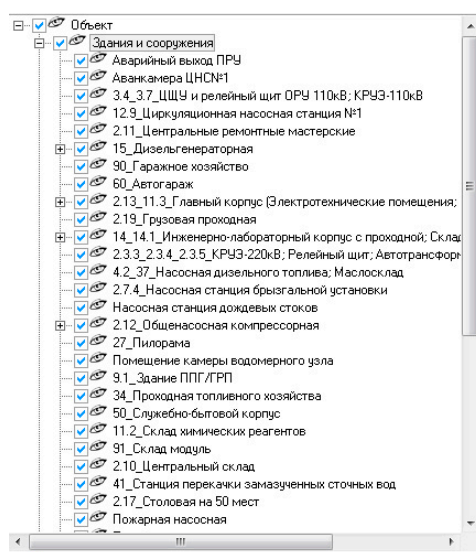 Объект
Здания и сооружения
Аварийный выход ПРУ
Аванкамера ЦНС№1
3.4_3.7_ЦЩУ и релейный щит ОРУ 110кВ; КРУЭ-110кВ
12.9_Циркуляционная насосная станция №1
2.11_Центральные ремонтные мастерские
15_Дизельгенераторная
90_Гаражное хозяйство
60_Автогараж
2.13_11.3_Главный корпус (Электротехнические помещения;
2.19_Грузовая проходная
14_14.1_Инженерно-лабораторный корпус с проходной; Склад
2.3.3_2.3.4_2.3.5_КРУЭ-220кВ; Релейный щит; Автотрансфор
4.2_37_Насосная дизельного топлива; Маслосклад
2.7.4_Насосная станция брызгальной установки
Насосная станция дождевых стоков
2.12_Общенасосная компрессорная
27_Пилорама
Помещение камеры водомерного узла
9.1_Здание ППГ/ГРП
34_Проходная топливного хозяйства
50_Служебно-бытовой корпус
11.2_Склад химических реагентов
91_Склад модуль
2.10_Центральный склад
41_Станция перекачки замазученных сточных вод
2.17_Столовая на 50 мест
Пожарная насосная